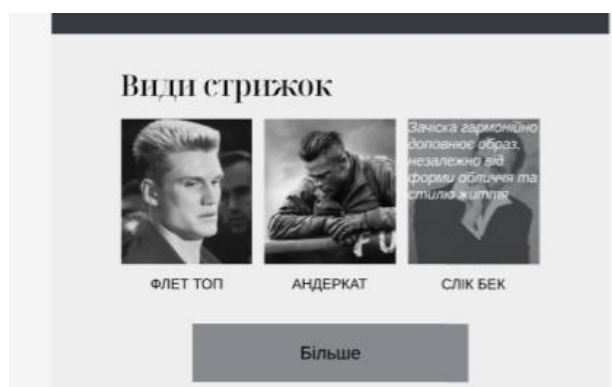 Види стрижок
Зачіска гармонійно
доповнює образ,
незалежно від
форми обличчя та
стилю життя
ФЛЕТ ТОП
АНДЕРКАТ
СЛІК БЕК
Більше